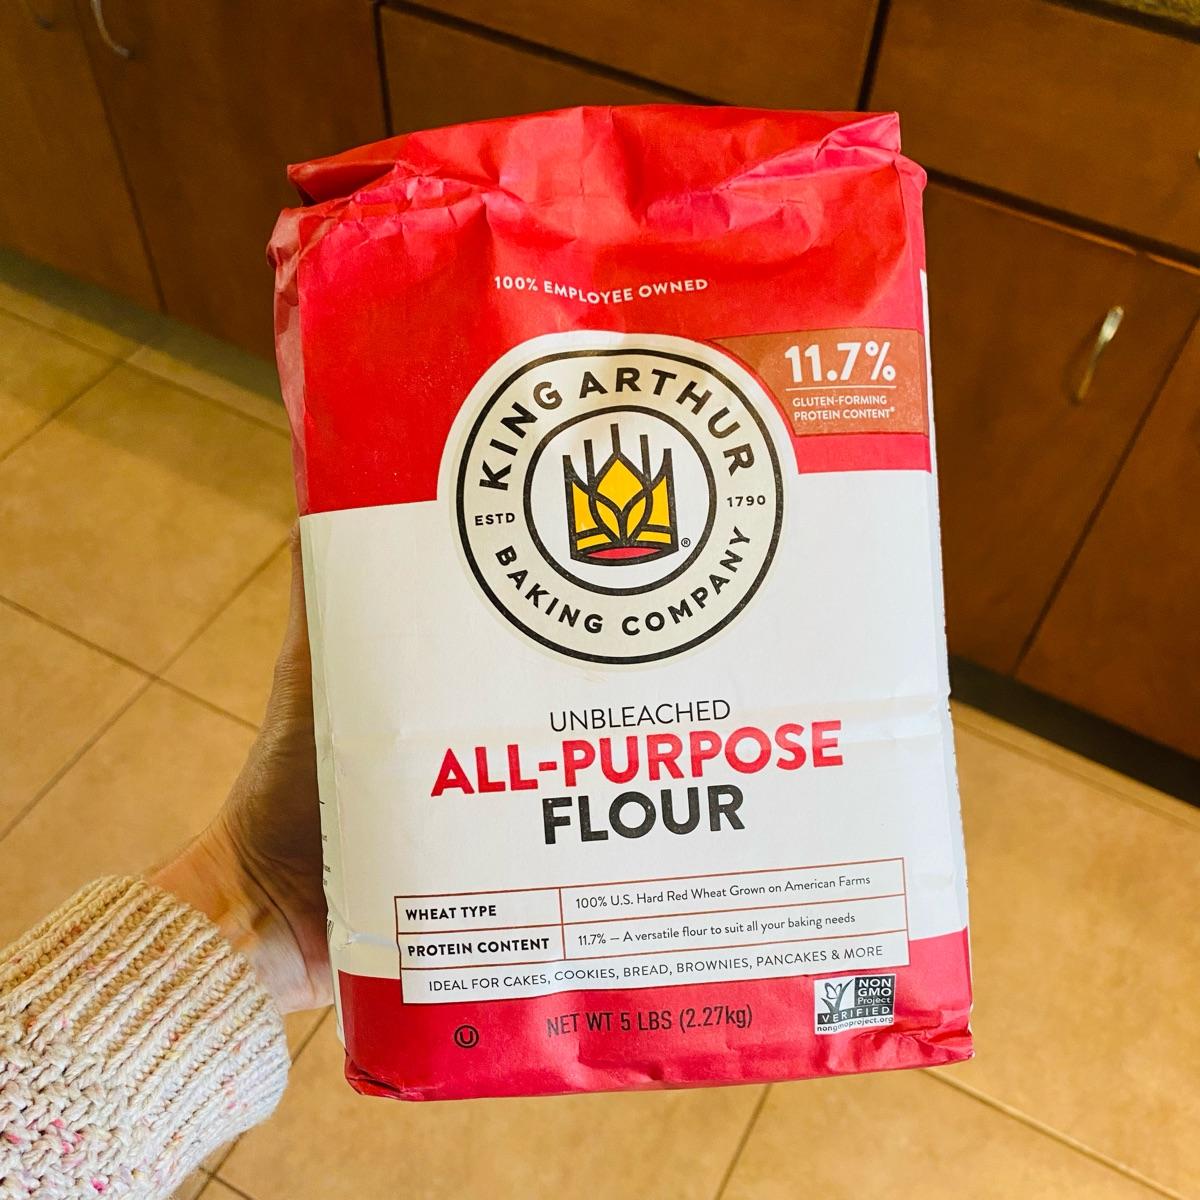 100% EMPLOYEE OWNED
11.7%
GLUTEN-FORMING
PROTEIN CONTENT*
KING ARTHUR
ESTD 1790
BAKING COMPANY
®
UNBLEACHED
ALL-PURPOSE
FLOUR
WHEAT TYPE 100% U.S. Hard Red Wheat Grown on American Farms
PROTEIN CONTENT 11.7% — A versatile flour to suit all your baking needs
IDEAL FOR CAKES, COOKIES, BREAD, BROWNIES, PANCAKES & MORE
U
NET WT 5 LBS (2.27kg)
NON
GMO
Project
VERIFIED
nongmoproject.org